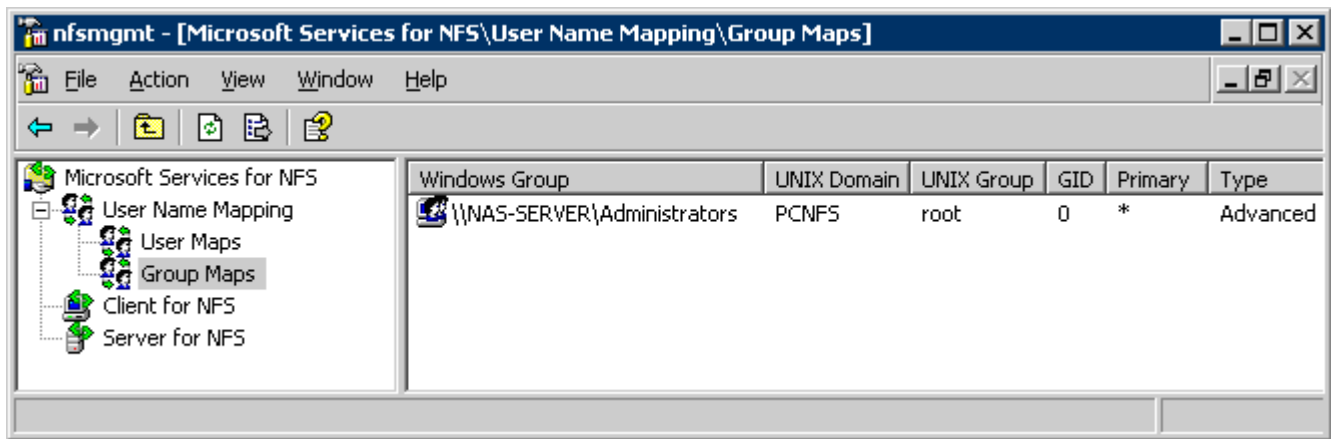 nfsmgmt - [Microsoft Services for NFS\User Name Mapping\Group Maps]
File Action View Window Help
Microsoft Services for NFS
User Name Mapping
User Maps
Group Maps
Client for NFS
Server for NFS
Windows Group UNIX Domain UNIX Group GID Primary Type
\\NAS-SERVER\Administrators PCNFS root 0 * Advanced